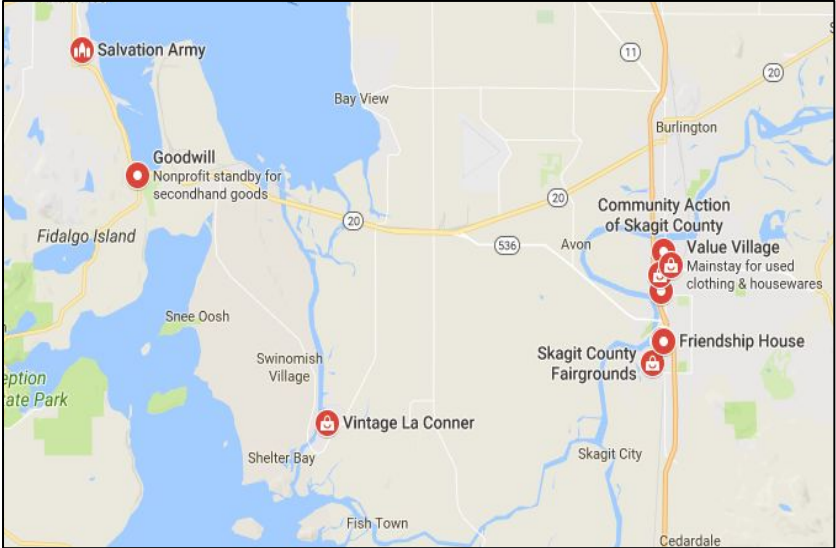 Salvation Army
11
20
Bay View
Burlington
Goodwill
Nonprofit standby for
secondhand goods
20
Community Action
of Skagit County
20
Fidalgo Island
536
Avon
Value Village
Mainstay for used
clothing & housewares
Snee Oosh
Friendship House
Skagit County
Fairgrounds
Swinomish
Village
eption
ate Park
Vintage La Conner
Shelter Bay
Skagit City
Fish Town
Cedardale